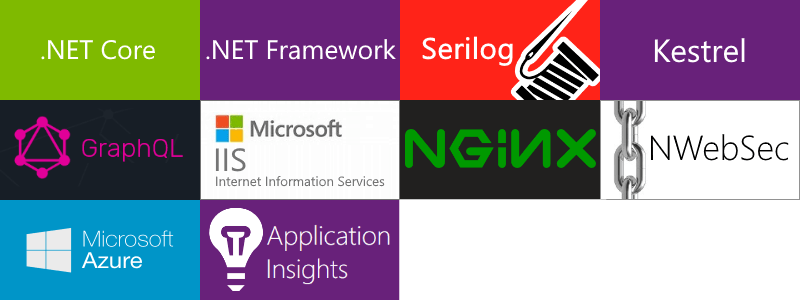 .NET Core
.NET Framework
Serilog
Kestrel
GraphQL
Microsoft
IIS
Internet Information Services
NGiNX
NWebSec
Microsoft
Azure
Application
Insights